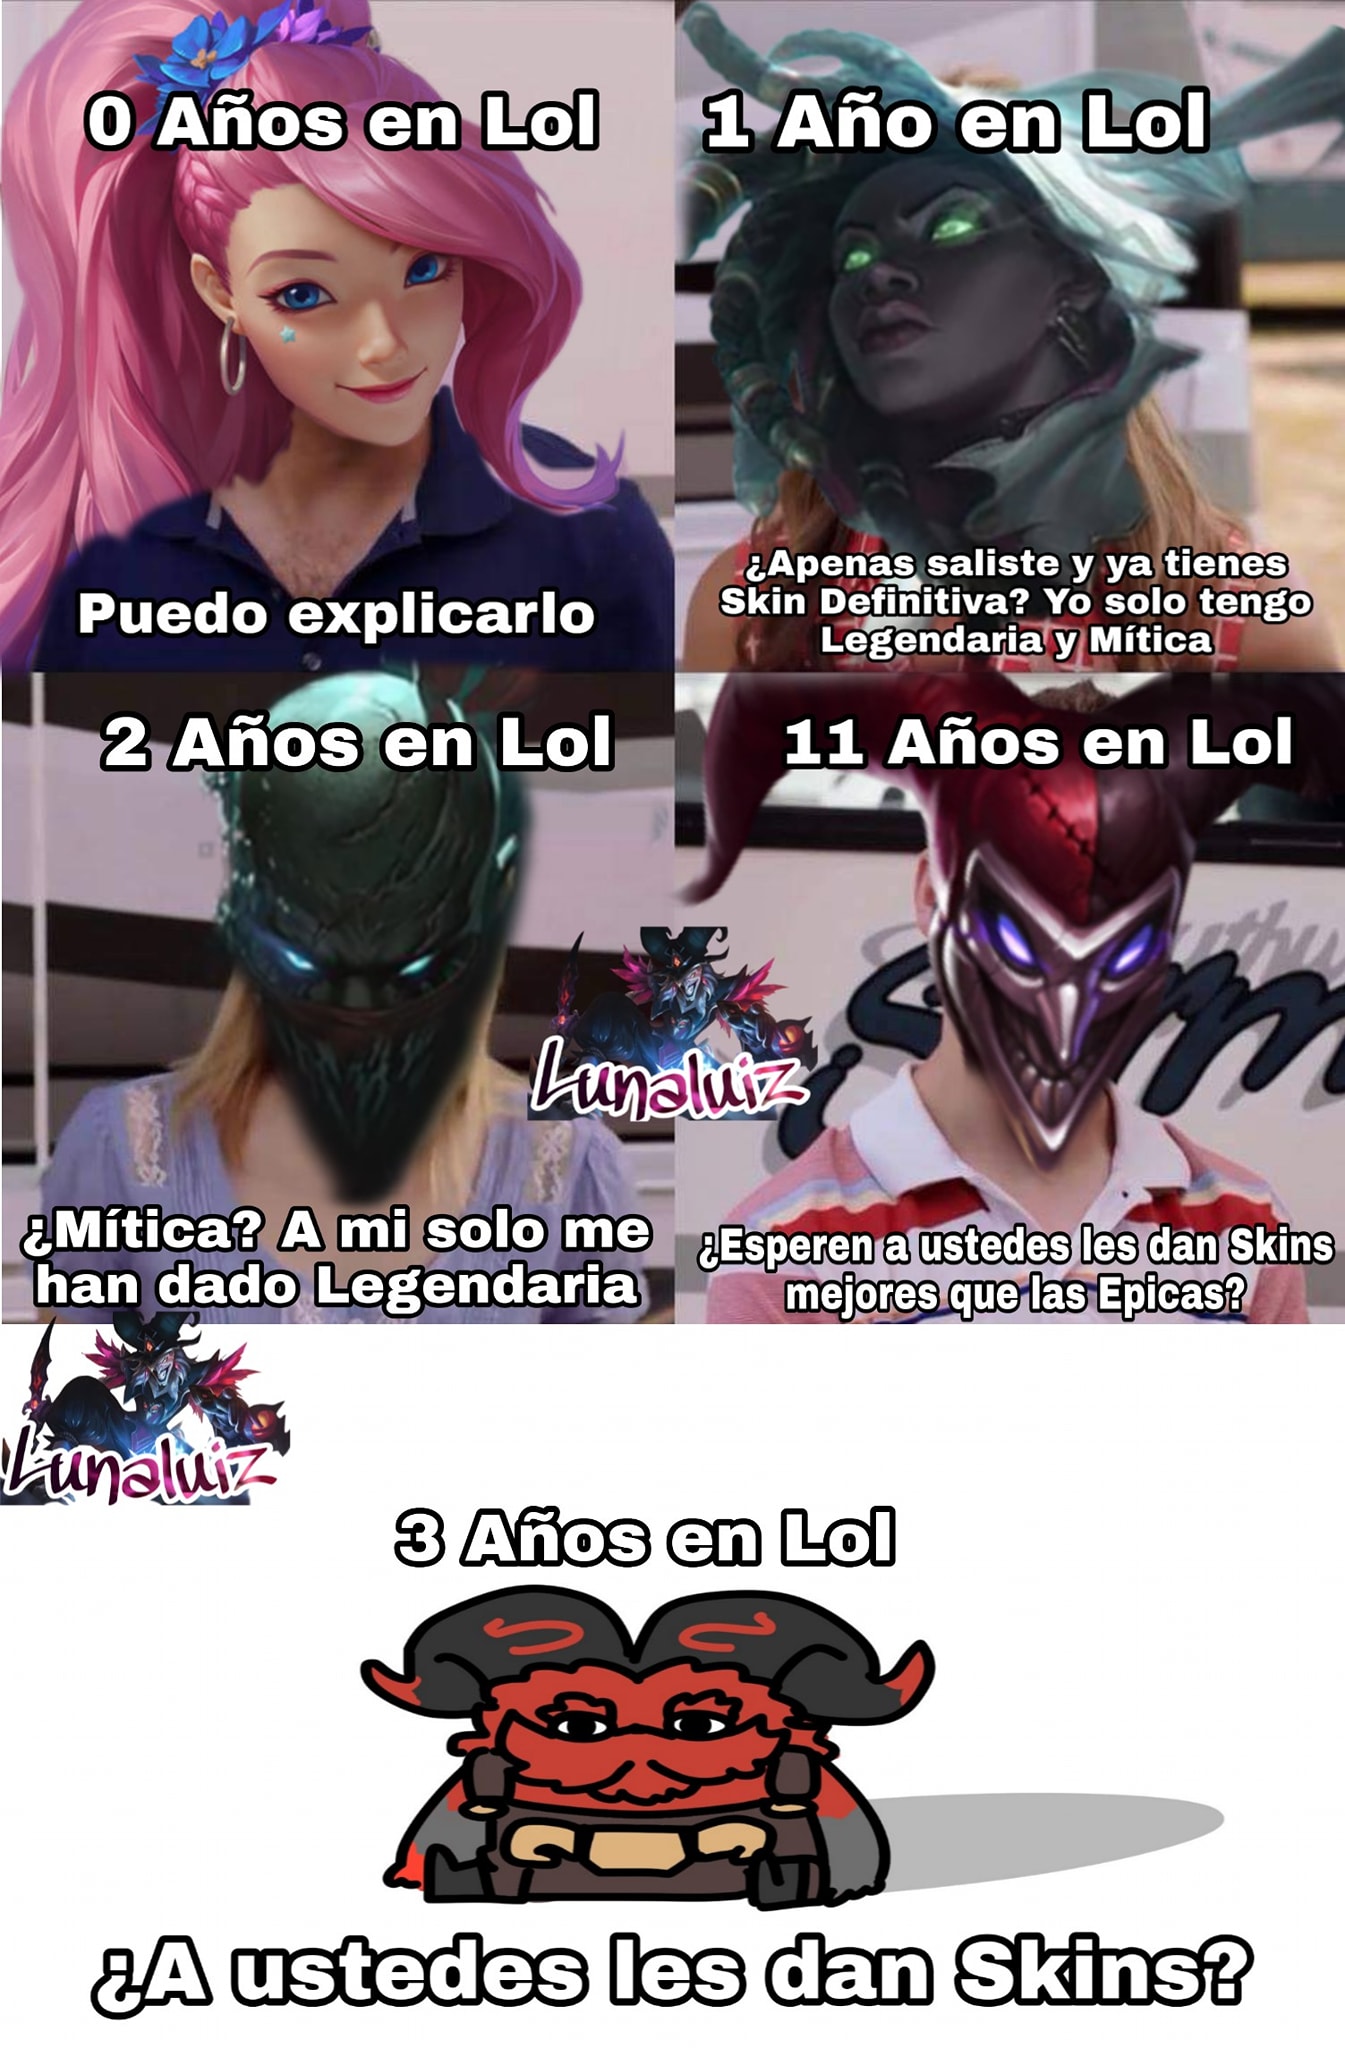 0 Años en Lol
Puedo explicarlo
1 Año en Lol
¿Apenas saliste y ya tienes
Skin Definitiva? Yo solo tengo
Legendaria y Mítica
2 Años en Lol
¿Mítica? A mi solo me
han dado Legendaria
Lunaluiz
11 Años en Lol
¿Esperen a ustedes les dan Skins
mejores que las Epicas?
Lunaluiz
3 Años en Lol
¿A ustedes les dan Skins?